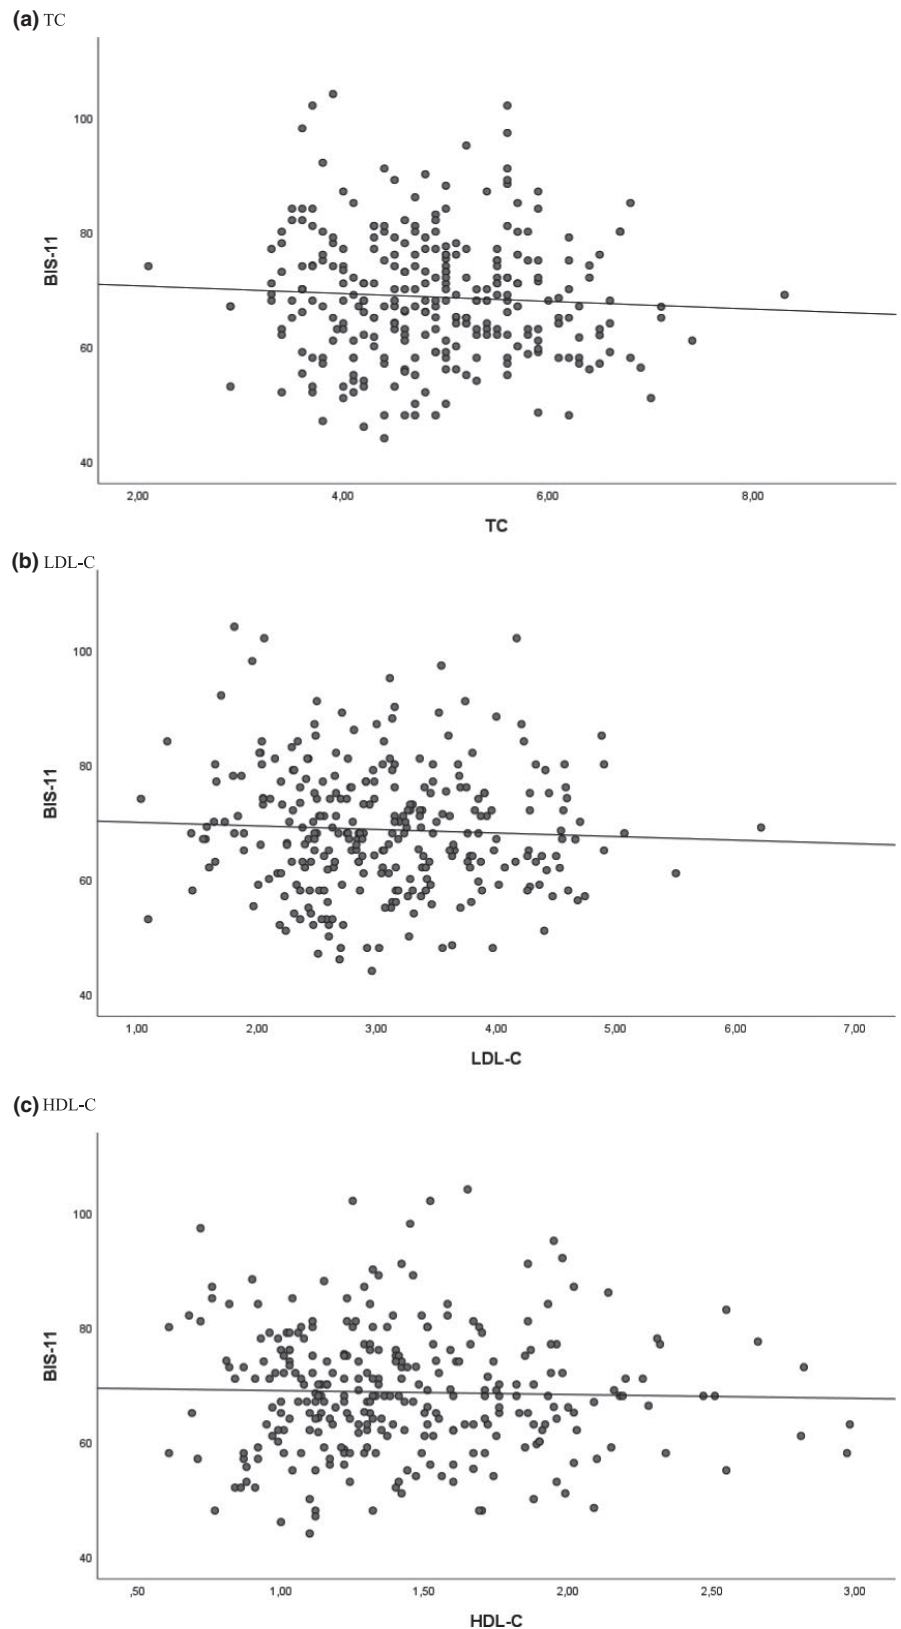 (a) TC
BIS-11
100
80
60
40
2,00 4,00 6,00 8,00
TC
(b) LDL-C
BIS-11
100
80
60
40
1,00 2,00 3,00 4,00 5,00 6,00 7,00
LDL-C
(c) HDL-C
BIS-11
100
80
60
40
,50 1,00 1,50 2,00 2,50 3,00
HDL-C